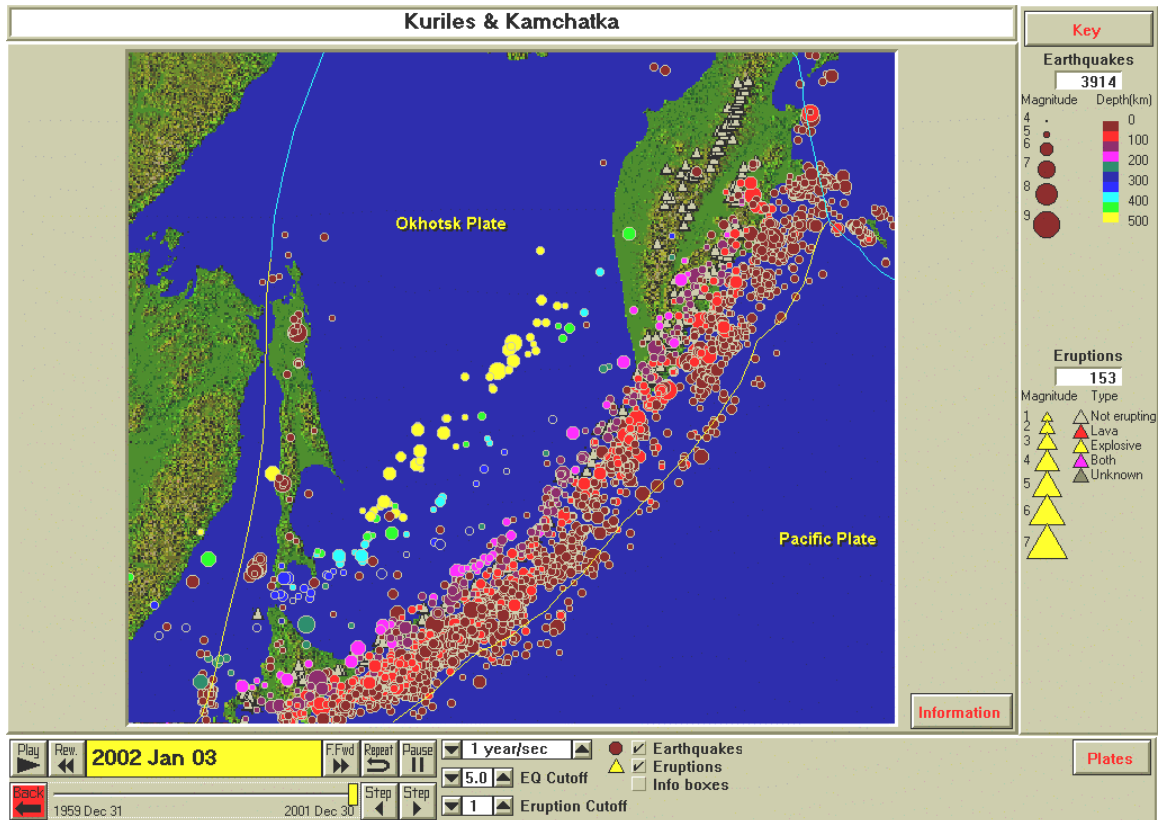 Kuriles & Kamchatka
Okhotsk Plate
Pacific Plate
Key
Earthquakes
3914
Magnitude Depth(km)
4
5
6
7
8
9
0
100
200
300
400
500
Eruptions
153
Magnitude Type
1
2
3
4
5
6
7
Not erupting
Lava
Explosive
Both
Unknown
Information
Play
Rew.
2002 Jan 03
F.Fwd
Repeat
Pause
1 year/sec
Earthquakes
Eruptions
Info boxes
5.0 EQ Cutoff
1 Eruption Cutoff
Back
1959 Dec 31
2001 Dec 30
Step
Step
Plates